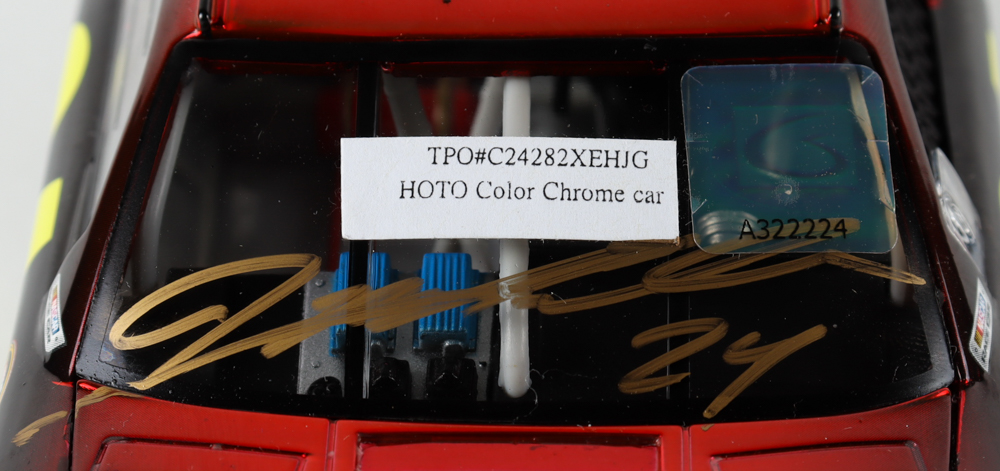 TPO#C24282XEHJG
HOTO Color Chrome car
A322224
24